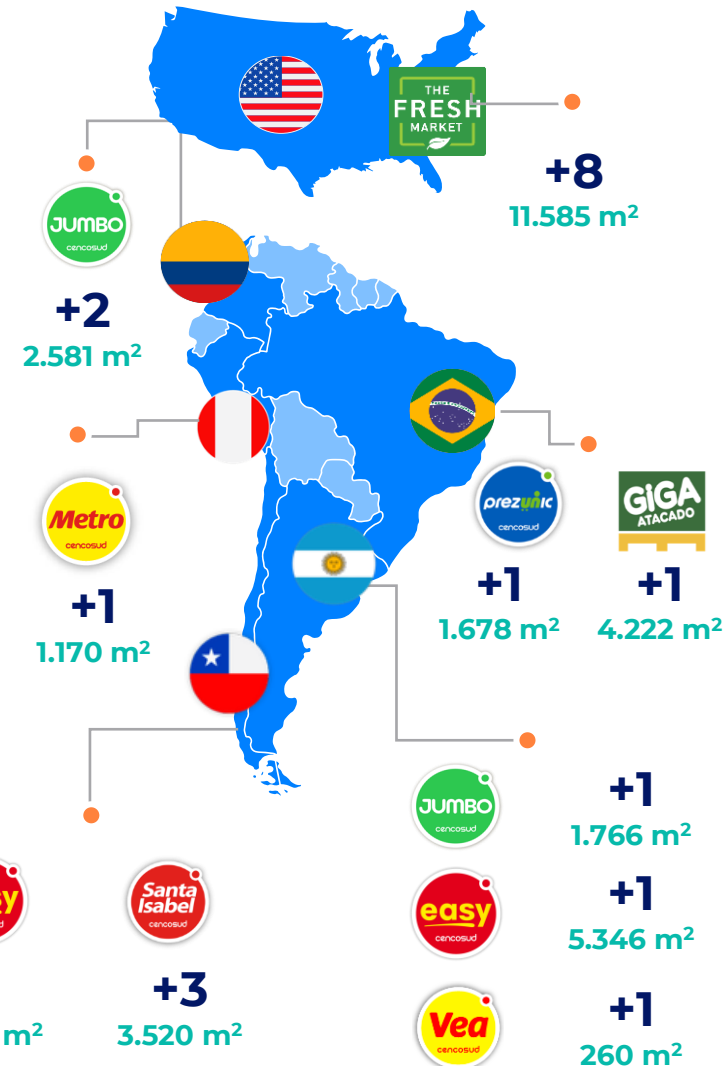 THE
FRESH
MARKET
+8
11.585 m²
JUMBO
cencosud
+2
2.581 m²
Metro
cencosud
+1
1.170 m²
prezunic
cencosud
+1
1.678 m²
GiGA
ATACADO
+1
4.222 m²
JUMBO
cencosud
+1
1.766 m²
easy
cencosud
+1
5.346 m²
Vea
cencosud
+1
260 m²
m²
Santa
Isabel
cencosud
+3
3.520 m²